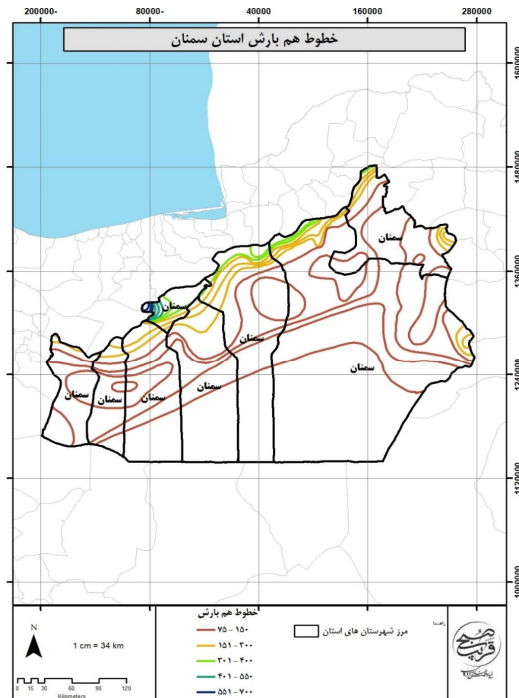 200000- 80000- 40000 160000 280000
خطوط هم بارش استان سمنان
1600000
1480000
1360000
1240000
1120000
1000000
سمنان
سمنان
سمنان
سمنان
سمنان
سمنان
سمنان
سمنان
خطوط هم بارش
۷۵ - ۱۵۰
۱۵۱ - ۳۰۰
۳۰۱ - ۴۰۰
۴۰۱ - ۵۵۰
۵۵۱ - ۷۰۰
مرز شهرستان های استان
راهنما
N
1 cm = 34 km
0 15 30 60 90 120
Kilometers